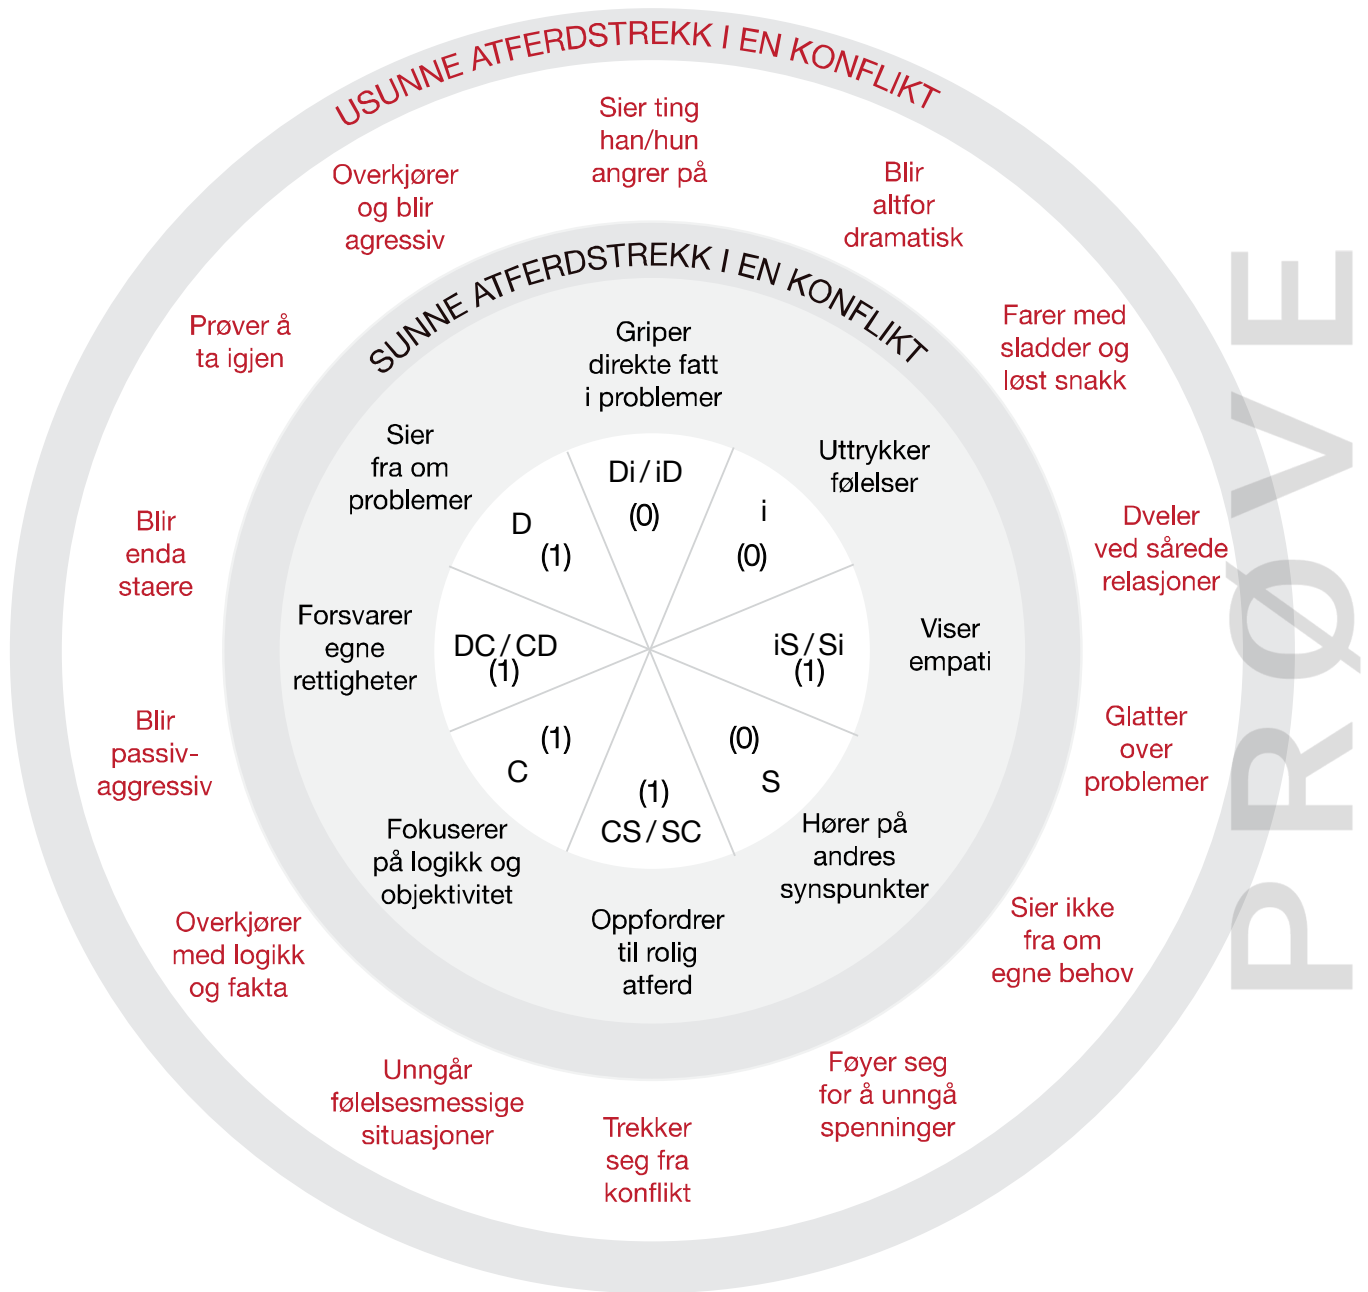 USUNNE ATFERDSTREKK I EN KONFLIKT
Sier ting
han/hun
angrer på
Blir
altfor
dramatisk
Farer med
sladder og
løst snakk
Dveler
ved sårede
relasjoner
Glatter
over
problemer
Sier ikke
fra om
egne behov
Føyer seg
for å unngå
spenninger
Trekker
seg fra
konflikt
Unngår
følelsesmessige
situasjoner
Overkjører
med logikk
og fakta
Blir
passiv-
aggressiv
Blir
enda
staere
Prøver å
ta igjen
Overkjører
og blir
agressiv
SUNNE ATFERDSTREKK I EN KONFLIKT
Griper
direkte fatt
i problemer
Uttrykker
følelser
Viser
empati
Hører på
andres
synspunkter
Oppfordrer
til rolig
atferd
Fokuserer
på logikk og
objektivitet
Forsvarer
egne
rettigheter
Sier
fra om
problemer
Di / iD
(0)
i
(0)
iS / Si
(1)
(0)
S
(1)
CS / SC
(1)
C
DC / CD
(1)
D
(1)
PRØVE